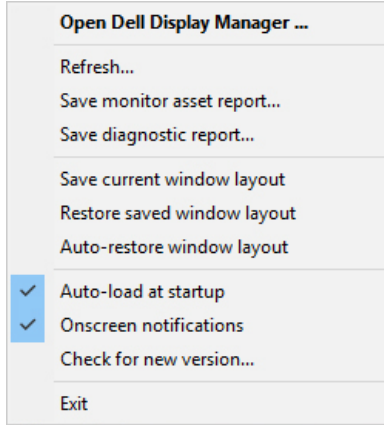 Open Dell Display Manager ...
Refresh...
Save monitor asset report...
Save diagnostic report...
Save current window layout
Restore saved window layout
Auto-restore window layout
Auto-load at startup
Onscreen notifications
Check for new version...
Exit